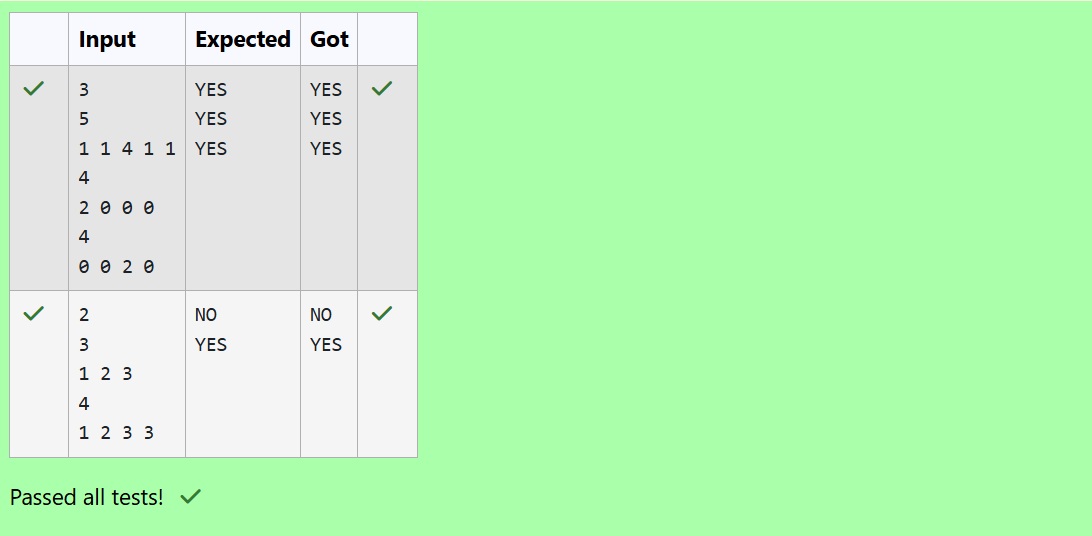 Input Expected Got
3 YES YES
5 YES YES
1 1 4 1 1 YES YES
4
2 0 0 0
4
0 0 2 0
2 NO NO
3 YES YES
1 2 3
4
1 2 3 3
Passed all tests!